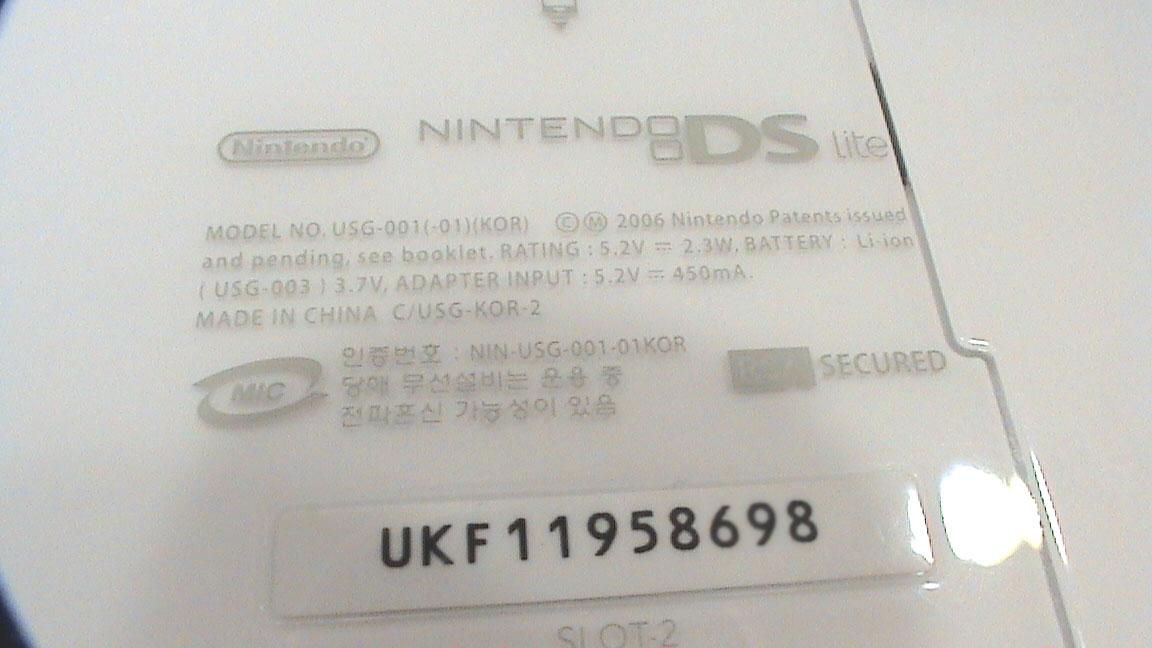 Nintendo
NINTENDO DS lite
MODEL NO. USG-001(-01)(KOR) ⒸⓂ 2006 Nintendo Patents issued
and pending, see booklet. RATING : 5.2V ⎓ 2.3W, BATTERY : Li-ion
( USG-003 ) 3.7V, ADAPTER INPUT : 5.2V ⎓ 450mA.
MADE IN CHINA C/USG-KOR-2
MIC
인증번호 : NIN-USG-001-01KOR
당해 무선설비는 운용 중
전파혼신 가능성이 있음
SECURED
UKF11958698
SLOT-2